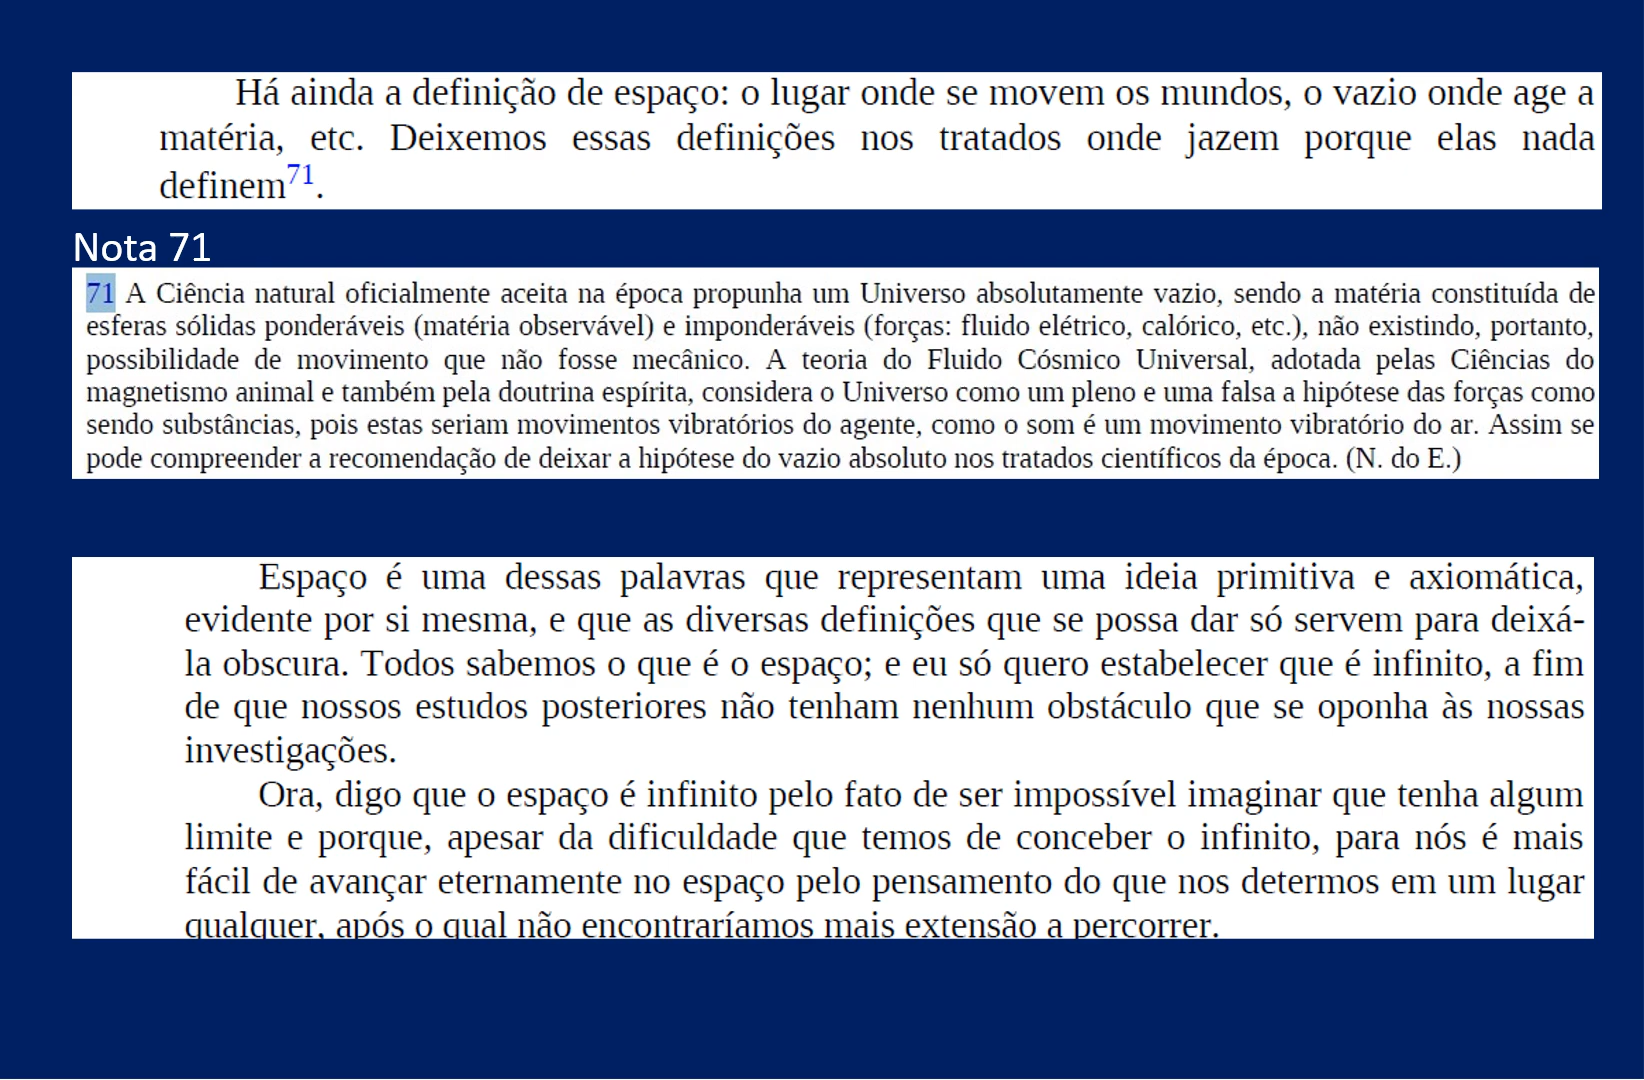 Há ainda a definição de espaço: o lugar onde se movem os mundos, o vazio onde age a
matéria, etc. Deixemos essas definições nos tratados onde jazem porque elas nada
definem71.
Nota 71
71 A Ciência natural oficialmente aceita na época propunha um Universo absolutamente vazio, sendo a matéria constituída de
esferas sólidas ponderáveis (matéria observável) e imponderáveis (forças: fluido elétrico, calórico, etc.), não existindo, portanto,
possibilidade de movimento que não fosse mecânico. A teoria do Fluido Cósmico Universal, adotada pelas Ciências do
magnetismo animal e também pela doutrina espírita, considera o Universo como um pleno e uma falsa a hipótese das forças como
sendo substâncias, pois estas seriam movimentos vibratórios do agente, como o som é um movimento vibratório do ar. Assim se
pode compreender a recomendação de deixar a hipótese do vazio absoluto nos tratados científicos da época. (N. do E.)
Espaço é uma dessas palavras que representam uma ideia primitiva e axiomática,
evidente por si mesma, e que as diversas definições que se possa dar só servem para deixá-
la obscura. Todos sabemos o que é o espaço; e eu só quero estabelecer que é infinito, a fim
de que nossos estudos posteriores não tenham nenhum obstáculo que se oponha às nossas
investigações.
Ora, digo que o espaço é infinito pelo fato de ser impossível imaginar que tenha algum
limite e porque, apesar da dificuldade que temos de conceber o infinito, para nós é mais
fácil de avançar eternamente no espaço pelo pensamento do que nos determos em um lugar
qualquer, após o qual não encontraríamos mais extensão a percorrer.